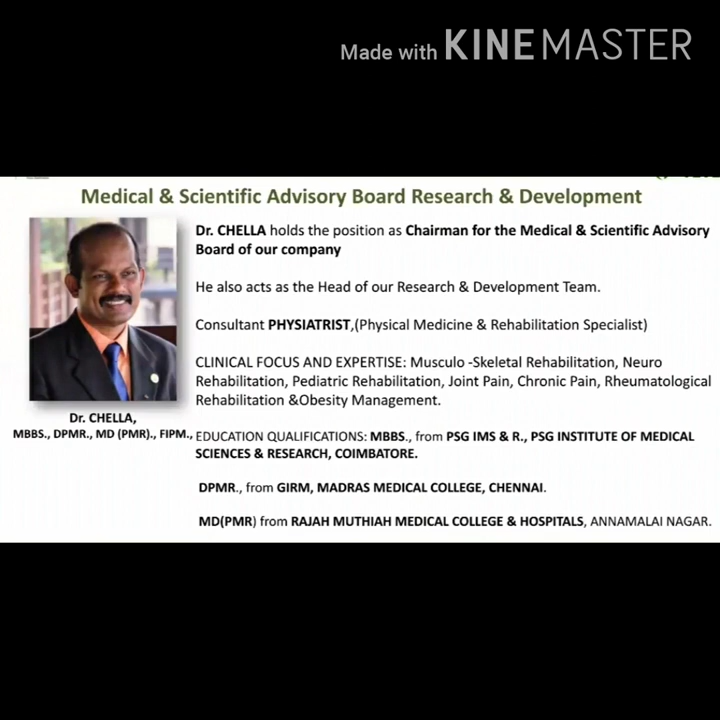 Made with KINEMASTER
Medical & Scientific Advisory Board Research & Development
Dr. CHELLA holds the position as Chairman for the Medical & Scientific Advisory
Board of our company
He also acts as the Head of our Research & Development Team.
Consultant PHYSIATRIST,(Physical Medicine & Rehabilitation Specialist)
CLINICAL FOCUS AND EXPERTISE: Musculo -Skeletal Rehabilitation, Neuro
Rehabilitation, Pediatric Rehabilitation, Joint Pain, Chronic Pain, Rheumatological
Rehabilitation &Obesity Management.
Dr. CHELLA,
MBBS., DPMR., MD (PMR)., FIPM.,
EDUCATION QUALIFICATIONS: MBBS., from PSG IMS & R., PSG INSTITUTE OF MEDICAL
SCIENCES & RESEARCH, COIMBATORE.
DPMR., from GIRM, MADRAS MEDICAL COLLEGE, CHENNAI.
MD(PMR) from RAJAH MUTHIAH MEDICAL COLLEGE & HOSPITALS, ANNAMALAI NAGAR.